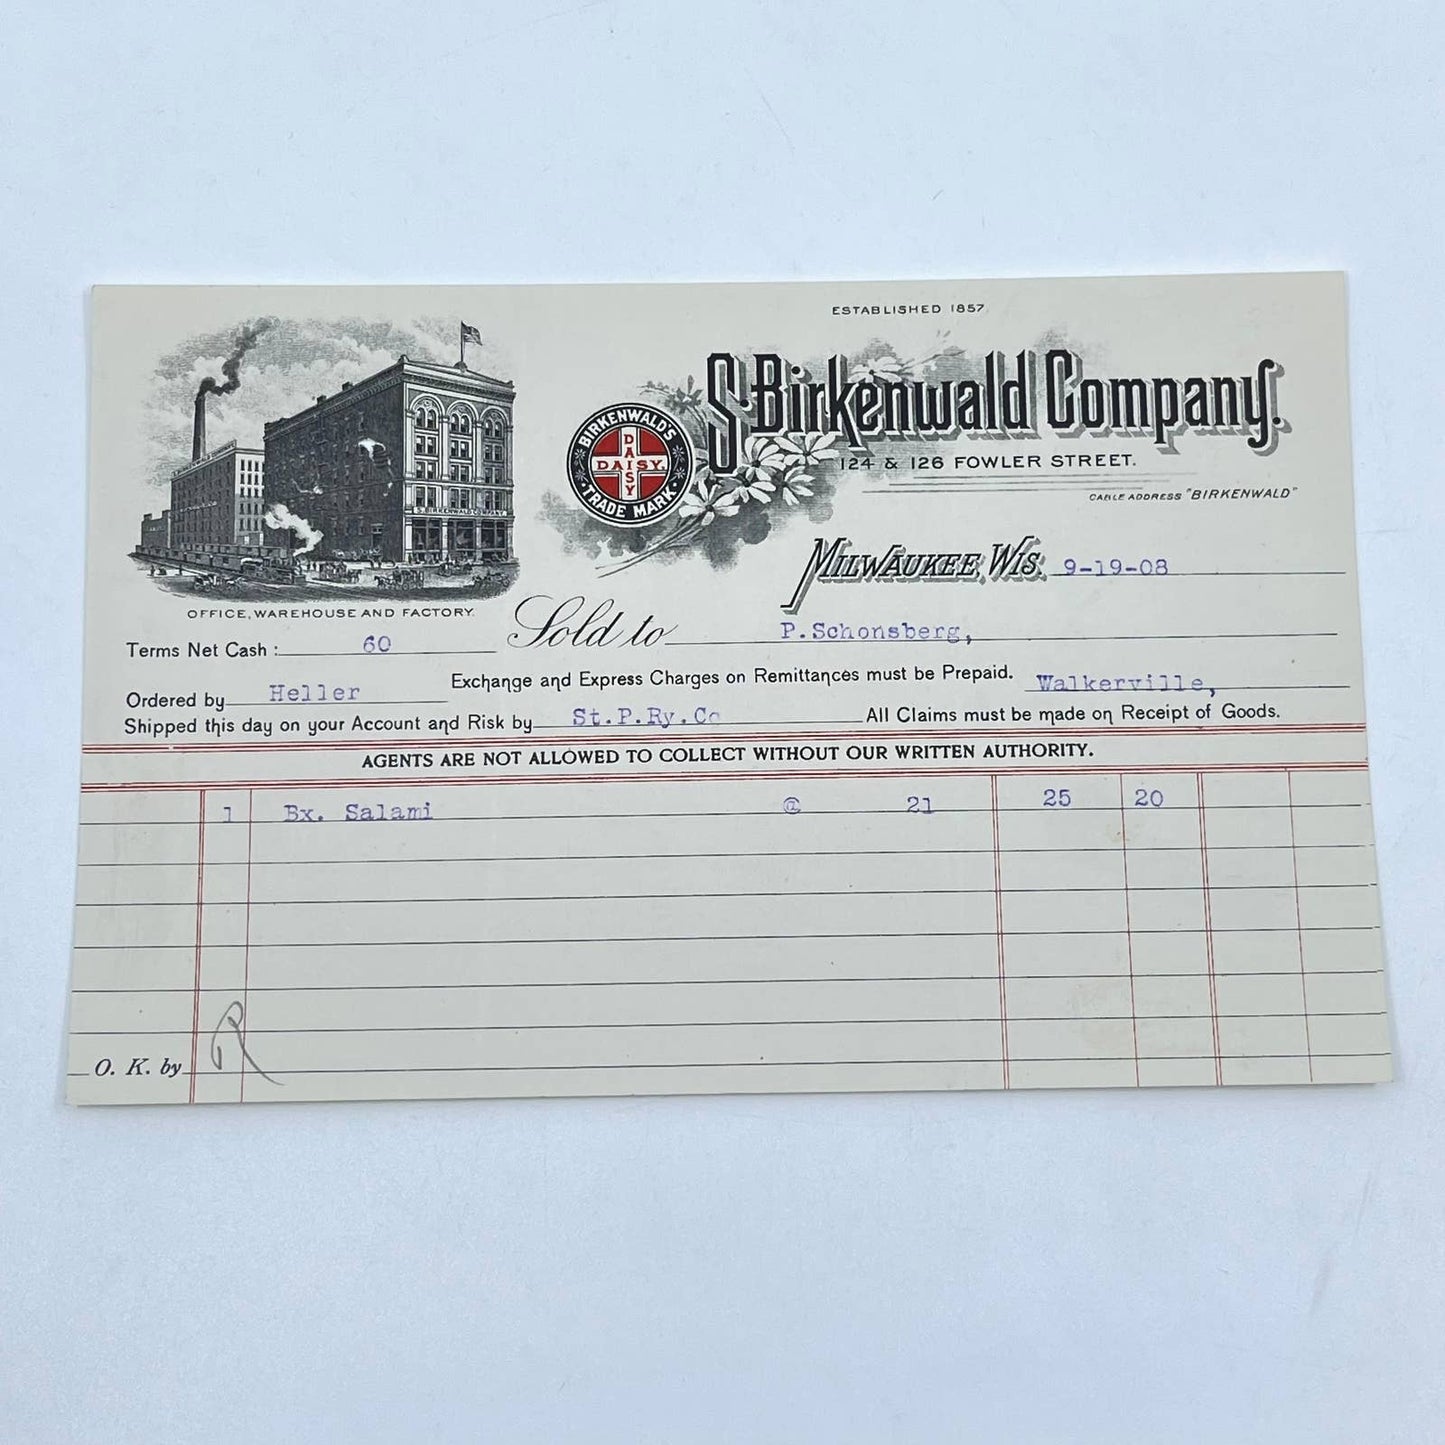 ESTABLISHED 1857
S. Birkenwald Company.
BIRKENWALD'S
DAISY
DAISY.
TRADE MARK
124 & 126 FOWLER STREET.
CABLE ADDRESS "BIRKENWALD"
S. BIRKENWALD COMPANY.
OFFICE, WAREHOUSE AND FACTORY.
MILWAUKEE, WIS. 9-19-08
Sold to P.Schonsberg,
Terms Net Cash : 60
Exchange and Express Charges on Remittances must be Prepaid. Walkerville,
Ordered by Heller
Shipped this day on your Account and Risk by St.P.Ry.Co All Claims must be made on Receipt of Goods.
AGENTS ARE NOT ALLOWED TO COLLECT WITHOUT OUR WRITTEN AUTHORITY.
1 Bx. Salami @ 21 25 20
O. K. by R